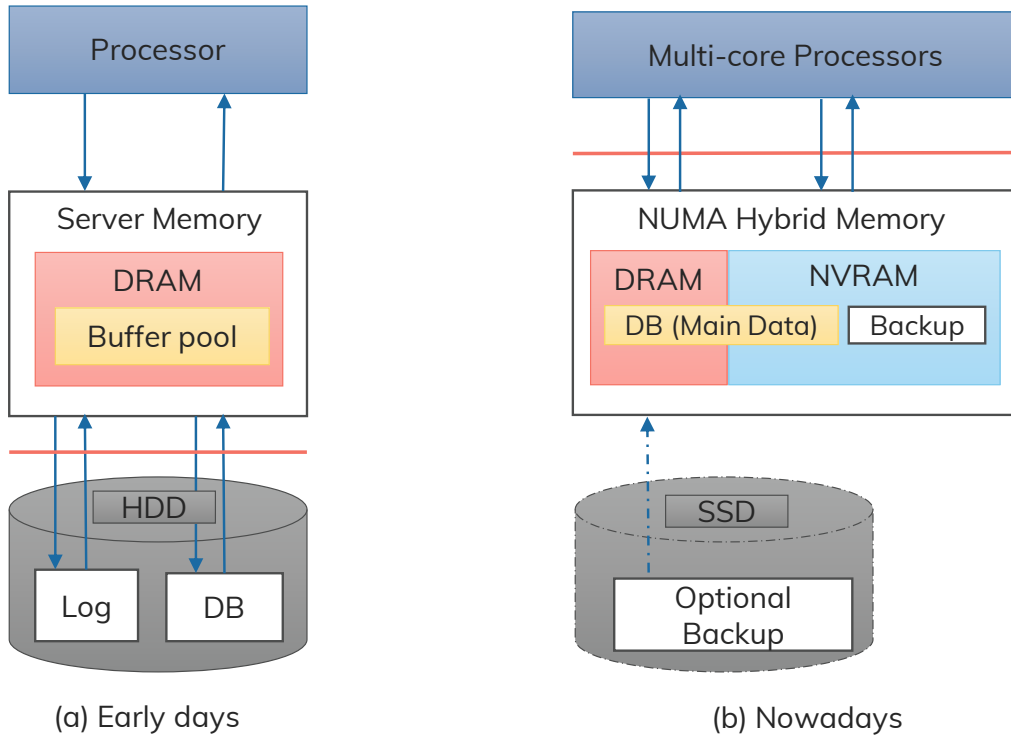 Processor
Server Memory
DRAM
Buffer pool
HDD
Log
DB
(a) Early days
Multi-core Processors
NUMA Hybrid Memory
DRAM
NVRAM
DB (Main Data)
Backup
SSD
Optional
Backup
(b) Nowadays